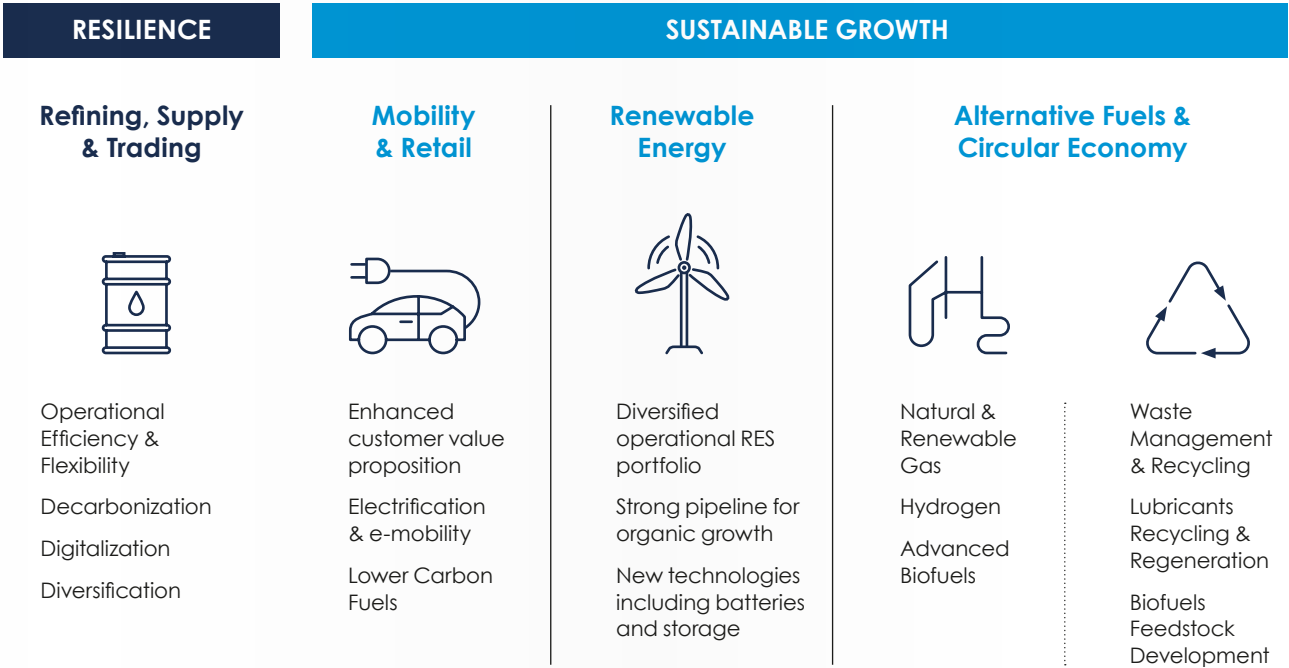 RESILIENCE
SUSTAINABLE GROWTH
Refining, Supply
& Trading
Operational
Efficiency &
Flexibility
Decarbonization
Digitalization
Diversification
Mobility
& Retail
Enhanced
customer value
proposition
Electrification
& e-mobility
Lower Carbon
Fuels
Renewable
Energy
Diversified
operational RES
portfolio
Strong pipeline for
organic growth
New technologies
including batteries
and storage
Alternative Fuels &
Circular Economy
H2
Natural &
Renewable
Gas
Hydrogen
Advanced
Biofuels
Waste
Management
& Recycling
Lubricants
Recycling &
Regeneration
Biofuels
Feedstock
Development